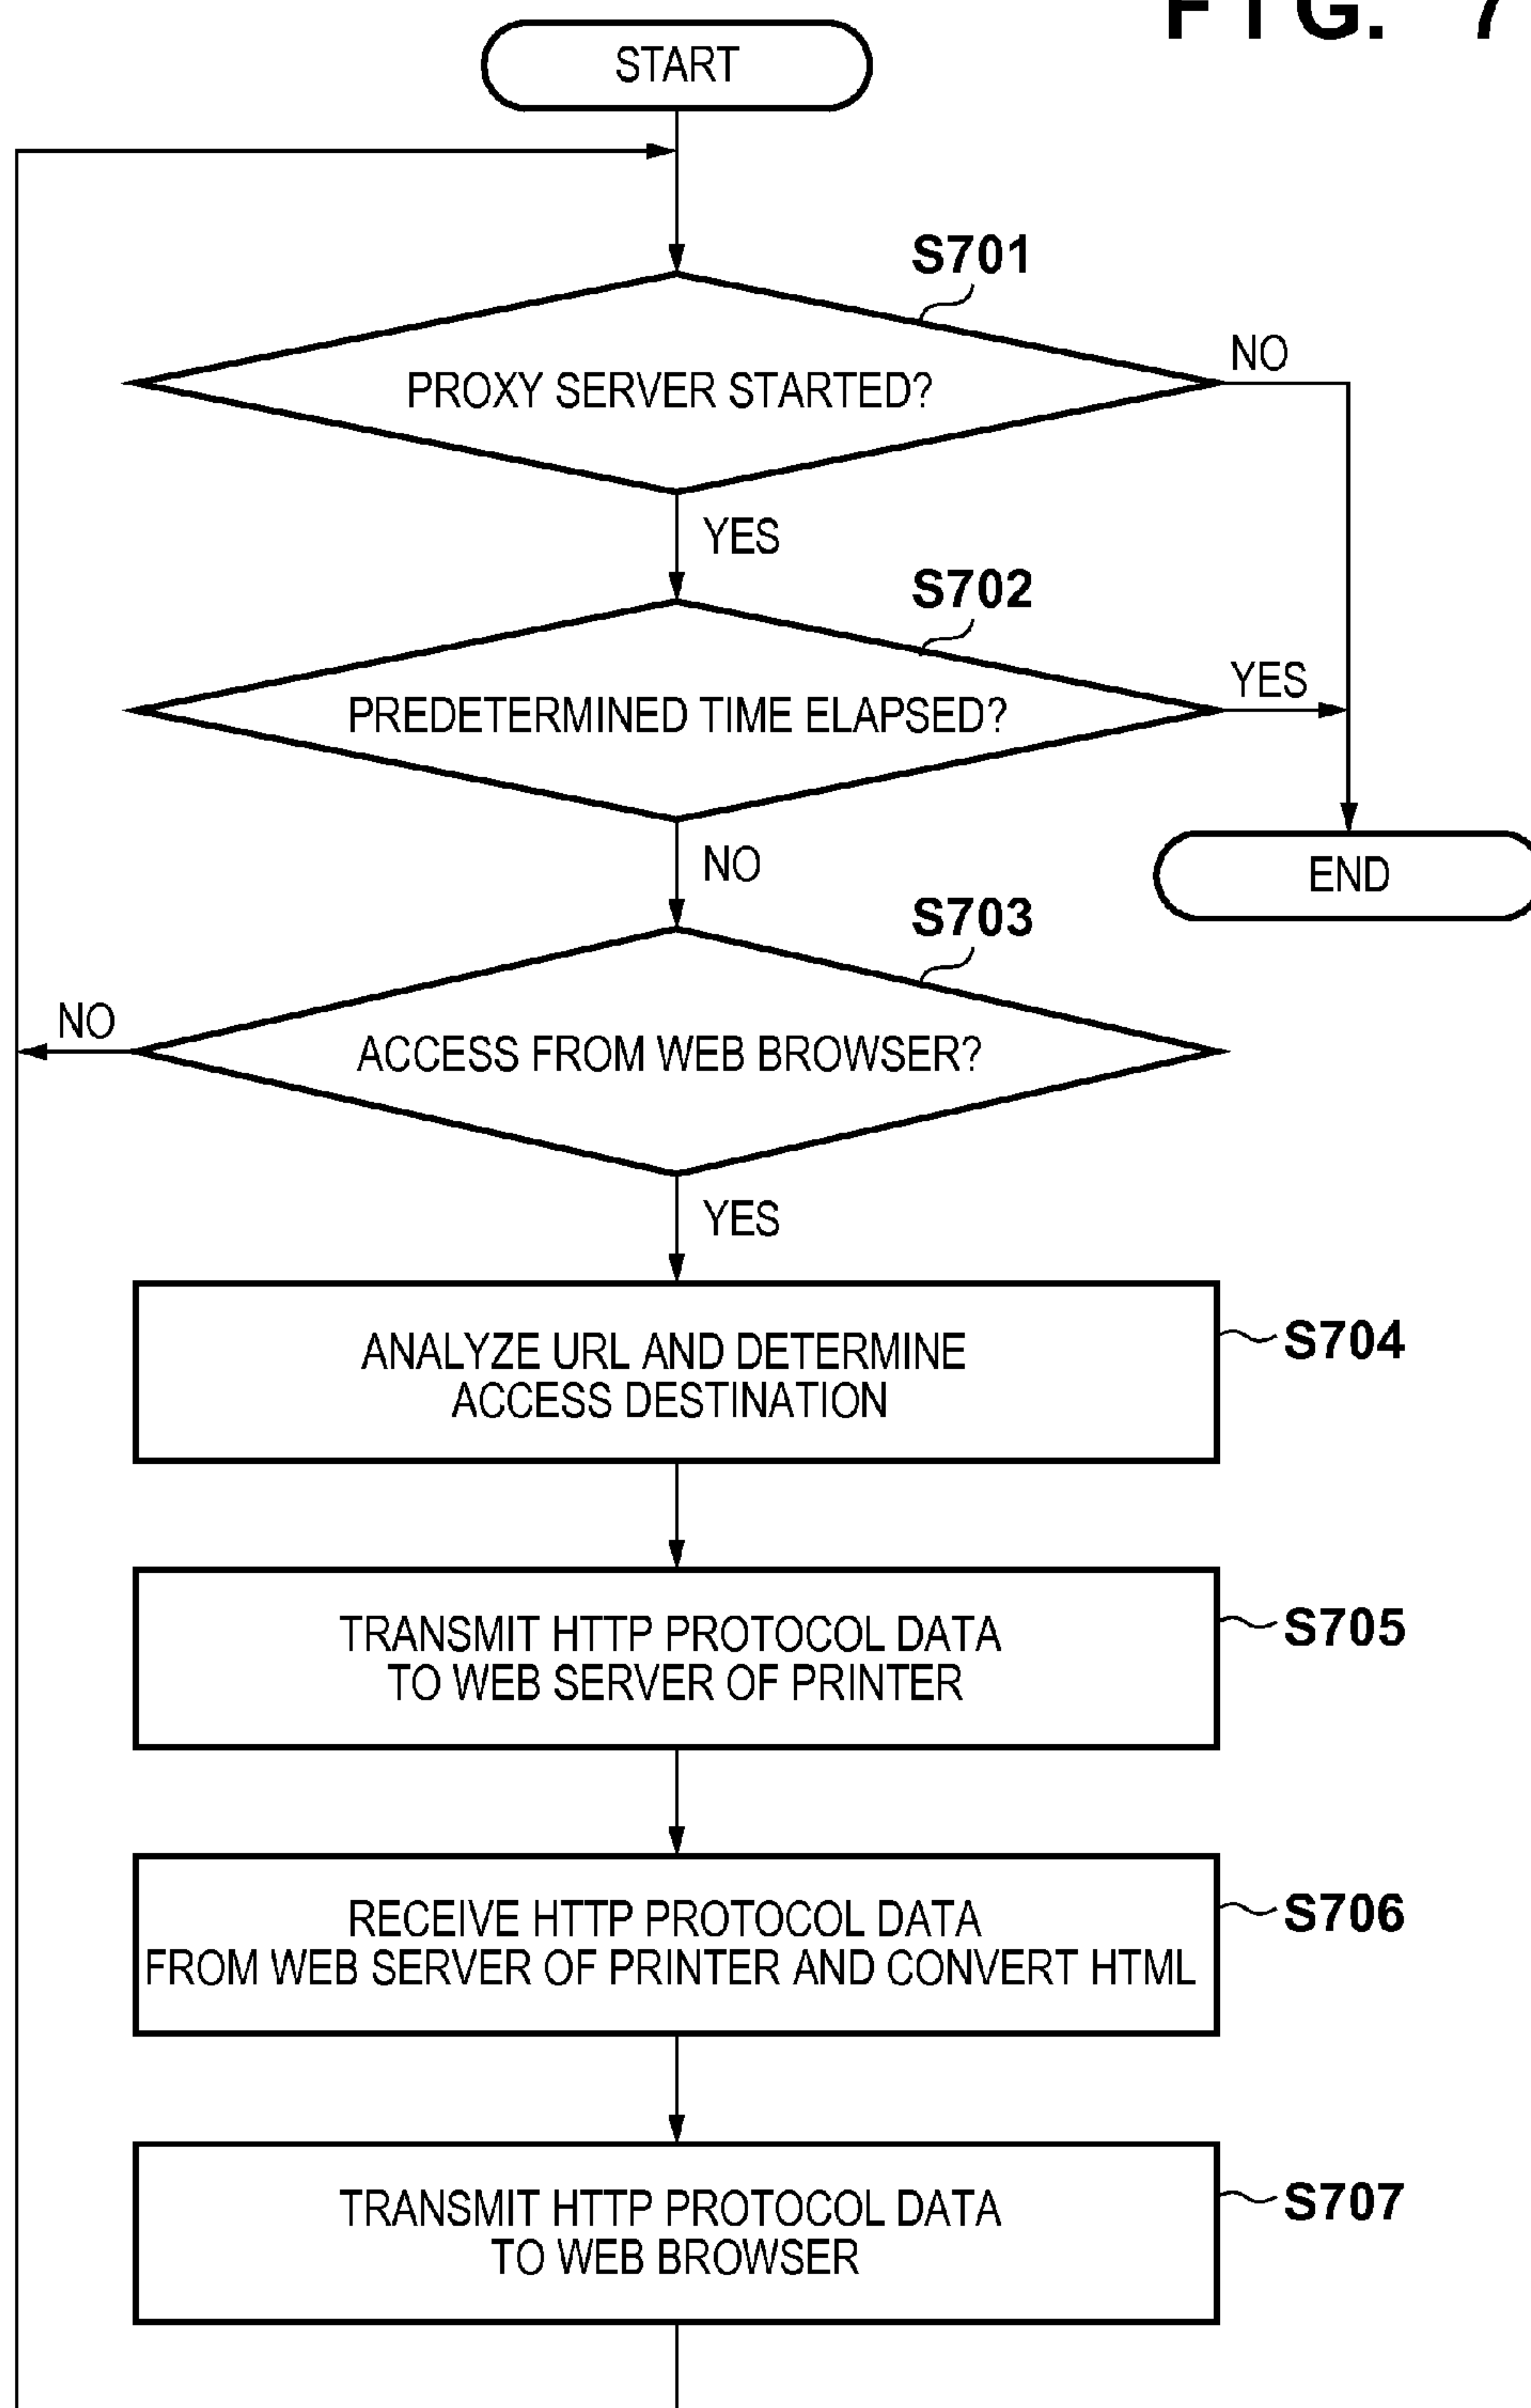 FIG. 7
START
S701
PROXY SERVER STARTED?
NO
YES
S702
PREDETERMINED TIME ELAPSED?
YES
NO
END
S703
ACCESS FROM WEB BROWSER?
NO
YES
ANALYZE URL AND DETERMINE
ACCESS DESTINATION
S704
TRANSMIT HTTP PROTOCOL DATA
TO WEB SERVER OF PRINTER
S705
RECEIVE HTTP PROTOCOL DATA
FROM WEB SERVER OF PRINTER AND CONVERT HTML
S706
TRANSMIT HTTP PROTOCOL DATA
TO WEB BROWSER
S707